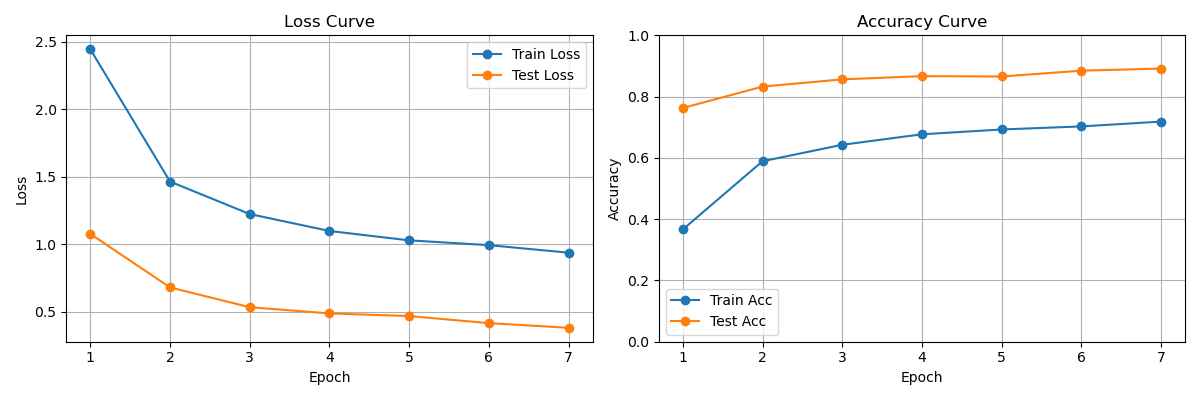 Loss Curve
2.5
2.0
1.5
1.0
0.5
Loss
Train Loss
Test Loss
1 2 3 4 5 6 7
Epoch
Accuracy Curve
1.0
0.8
0.6
0.4
0.2
0.0
Accuracy
Train Acc
Test Acc
1 2 3 4 5 6 7
Epoch